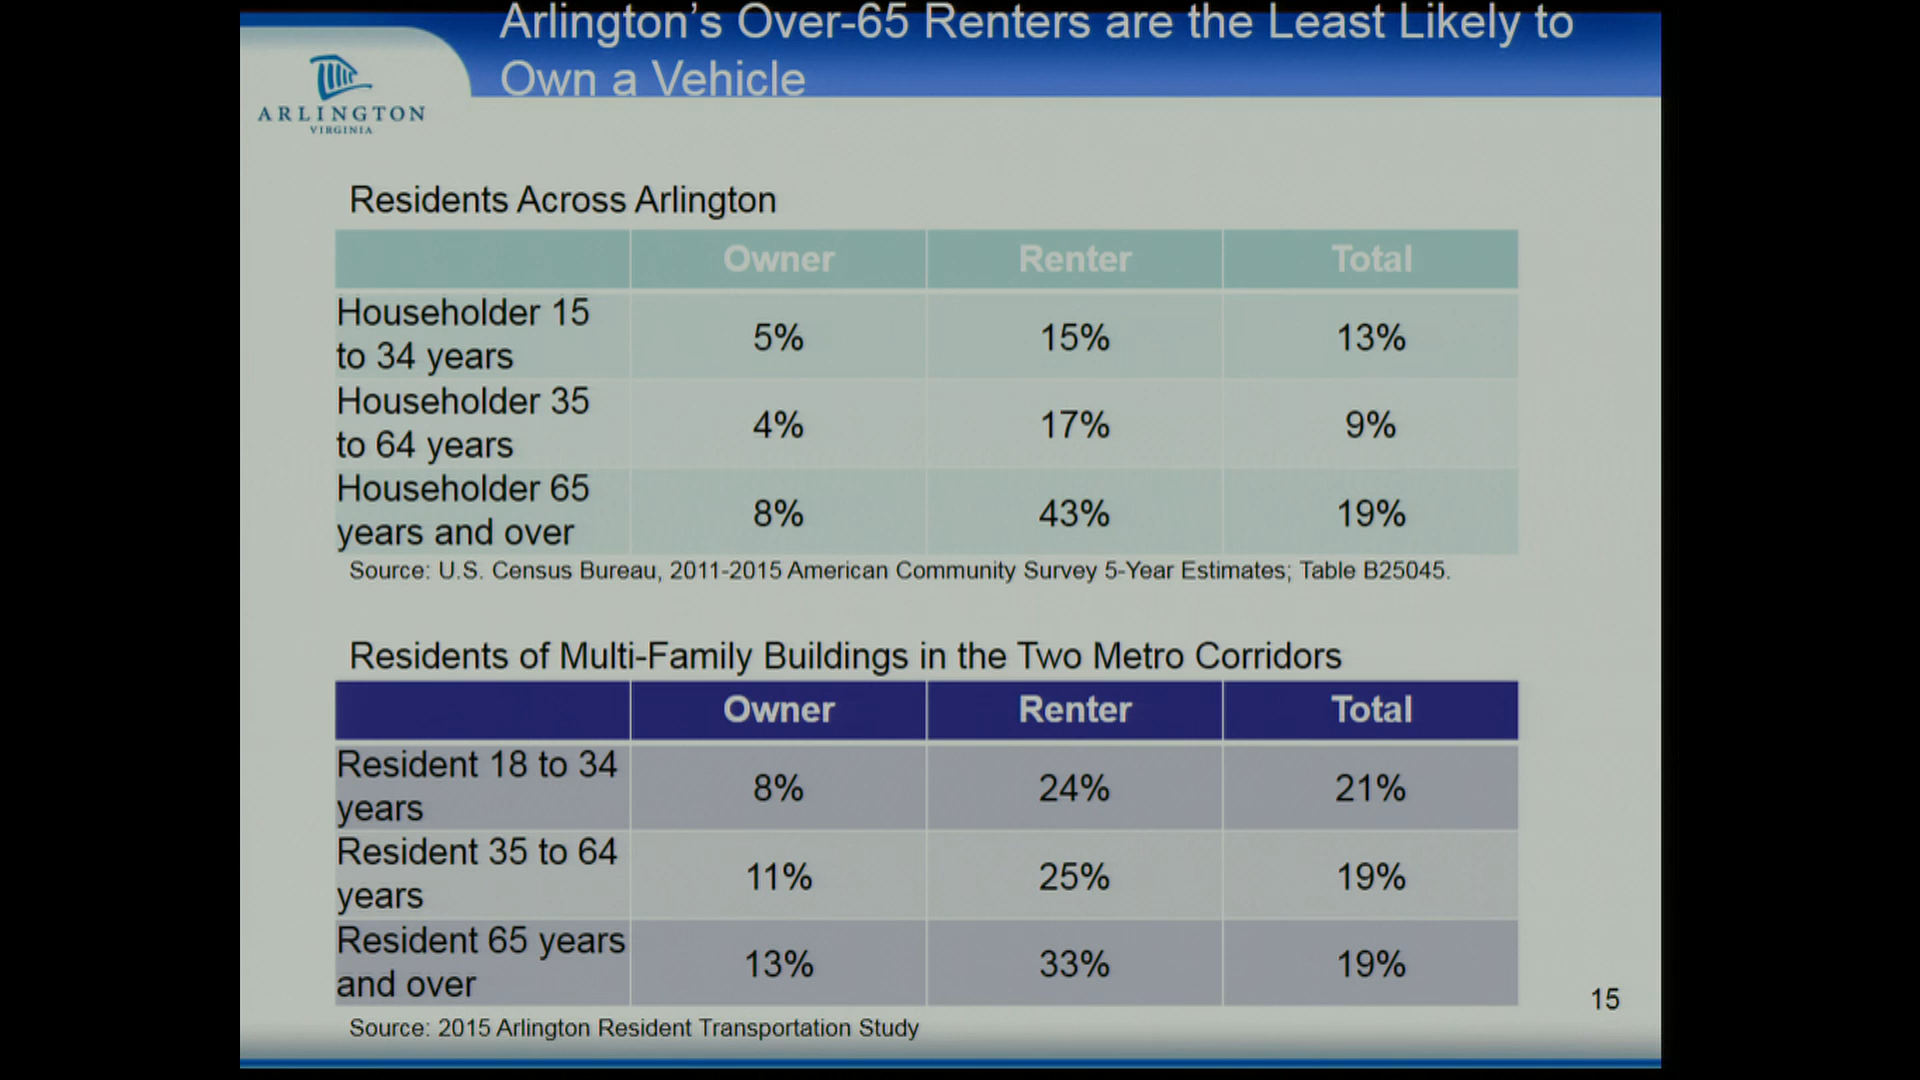 Arlington's Over-65 Renters are the Least Likely to
Own a Vehicle
ARLINGTON
VIRGINIA
Residents Across Arlington
Owner Renter Total
Householder 15
to 34 years
5% 15% 13%
Householder 35
to 64 years
4% 17% 9%
Householder 65
years and over
8% 43% 19%
Source: U.S. Census Bureau, 2011-2015 American Community Survey 5-Year Estimates; Table B25045.
Residents of Multi-Family Buildings in the Two Metro Corridors
Owner Renter Total
Resident 18 to 34
years
8% 24% 21%
Resident 35 to 64
years
11% 25% 19%
Resident 65 years
and over
13% 33% 19%
Source: 2015 Arlington Resident Transportation Study
15